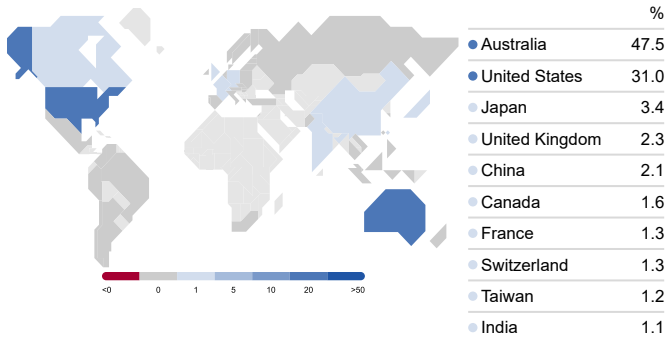 %
Australia 47.5
United States 31.0
Japan 3.4
United Kingdom 2.3
China 2.1
Canada 1.6
France 1.3
Switzerland 1.3
Taiwan 1.2
India 1.1
<0 0 1 5 10 20 >50